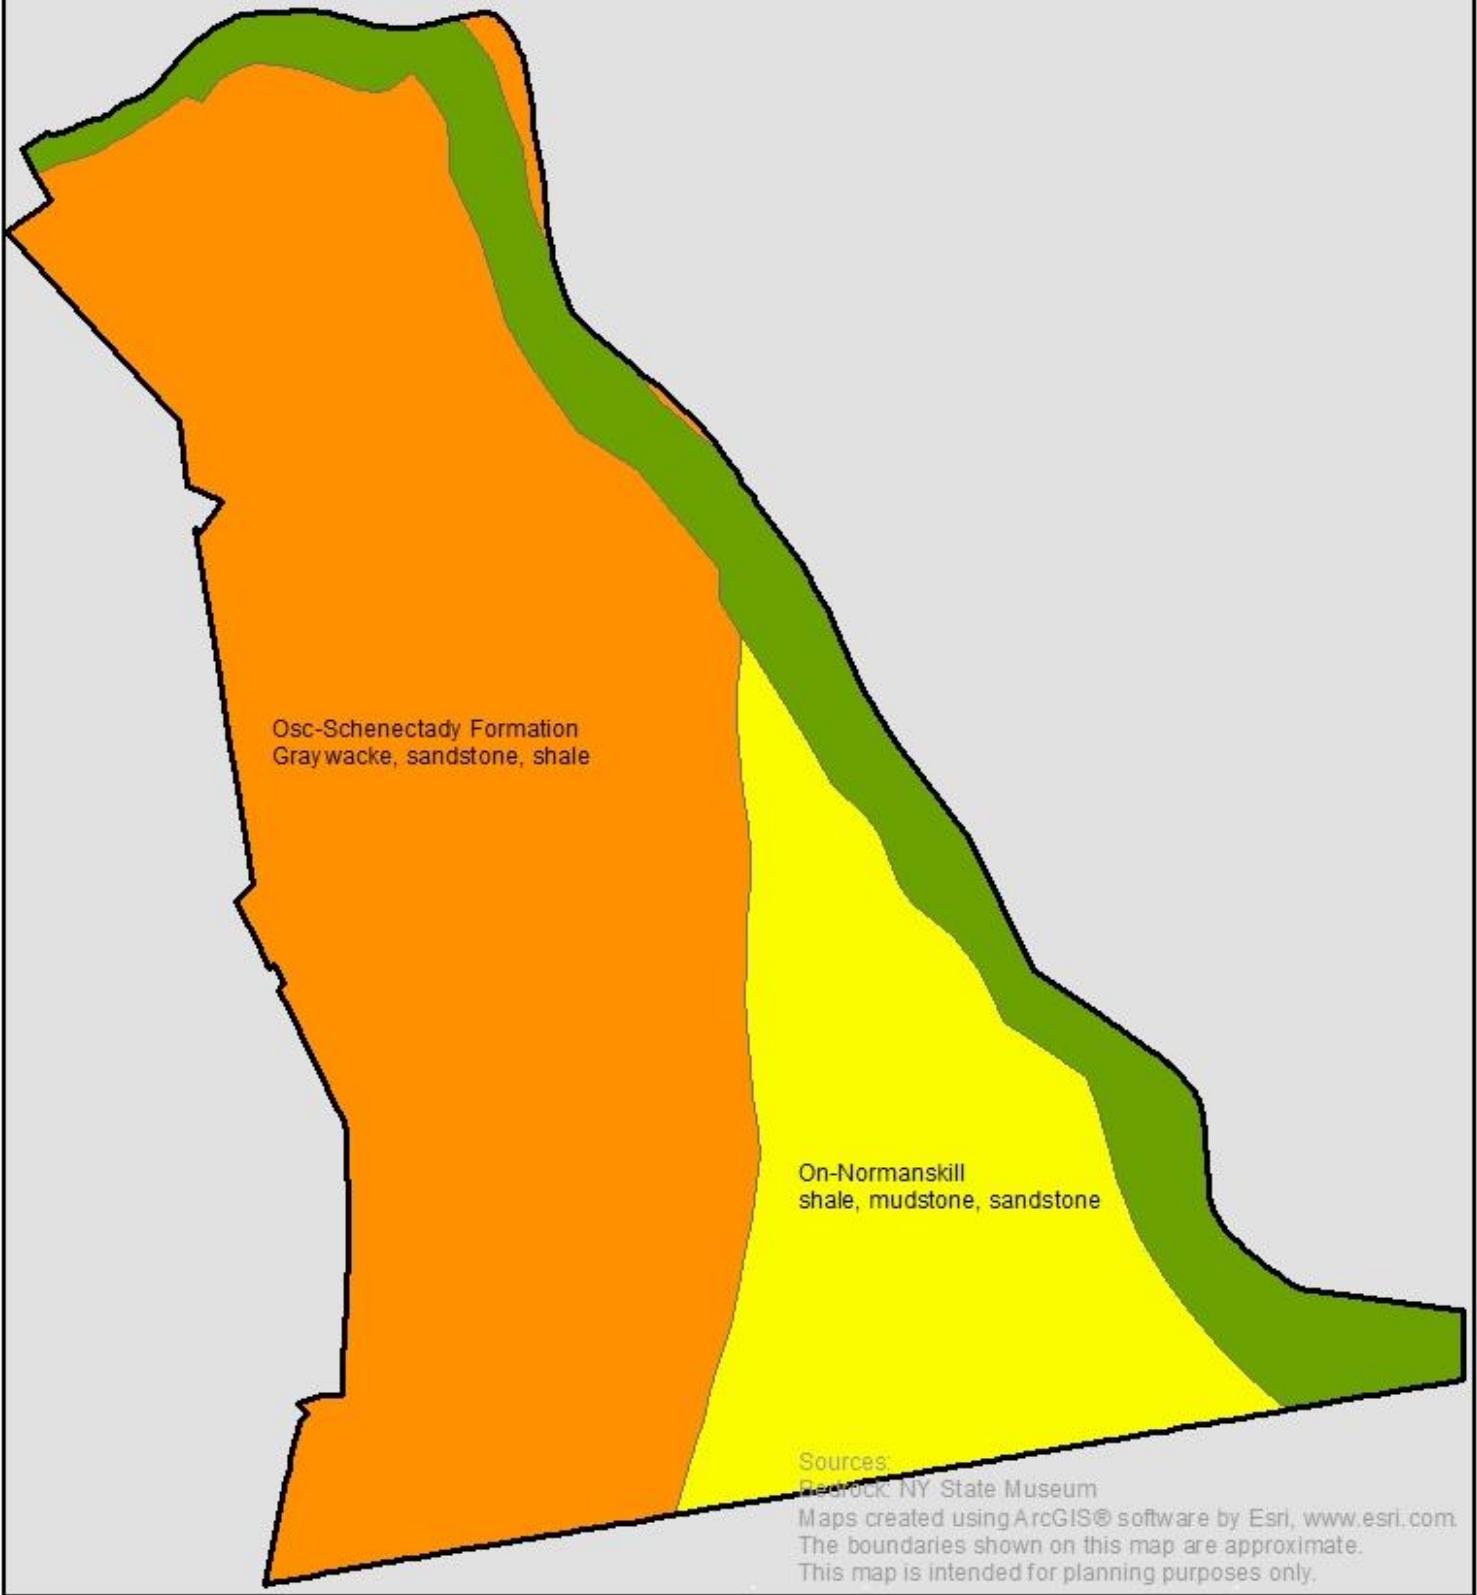 Osc-Schenectady Formation
Graywacke, sandstone, shale
On-Normanskill
shale, mudstone, sandstone
Sources:
Bedrock: NY State Museum
Maps created using ArcGIS® software by Esri, www.esri.com.
The boundaries shown on this map are approximate.
This map is intended for planning purposes only.